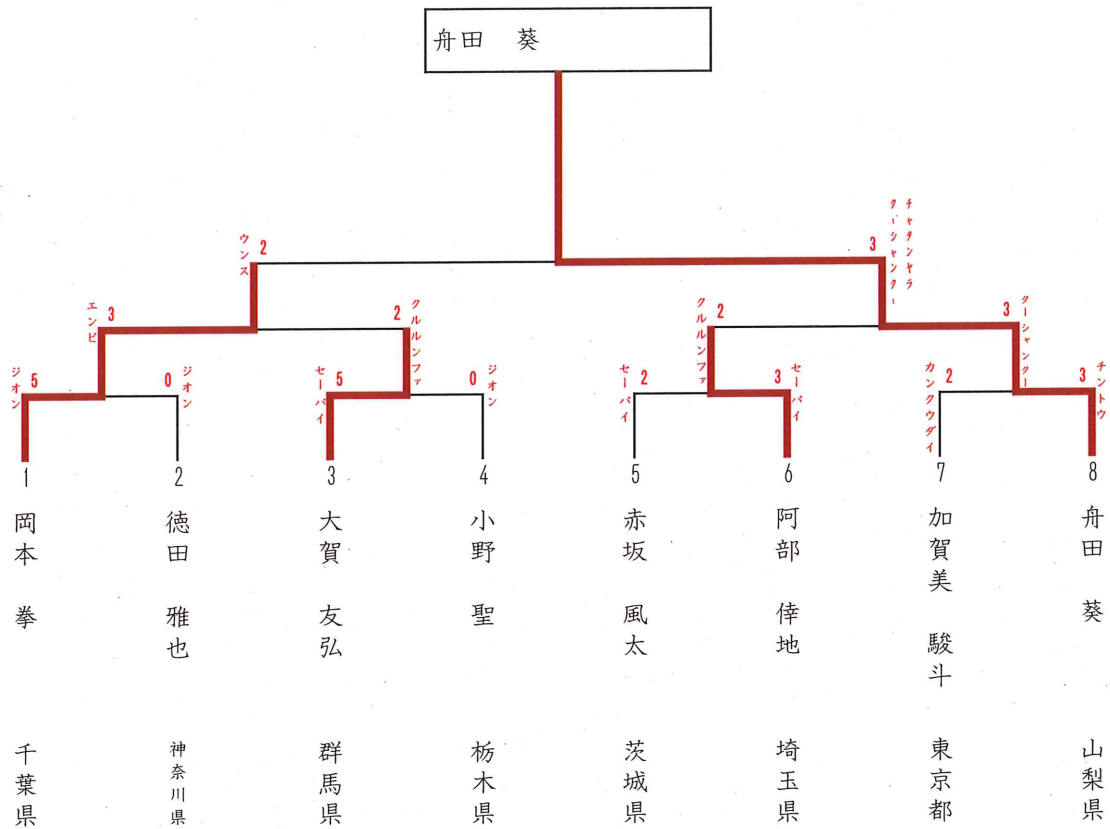 舟田 葵
ウンス
2
3
チャタンヤラ
クーシャンクー
エンピ
3
2
クルルンファ
クルルンファ
2
3
クーシャンクー
ジオン
5
0
ジオン
セーパイ
5
0
ジオン
セーパイ
2
3
セーパイ
カンクウダイ
2
3
チントウ
1
2
3
4
5
6
7
8
岡本 拳
徳田 雅也
大賀 友弘
小野 聖
赤坂 風太
阿部 倖地
加賀美 駿斗
舟田 葵
千葉県
神奈川県
群馬県
栃木県
茨城県
埼玉県
東京都
山梨県